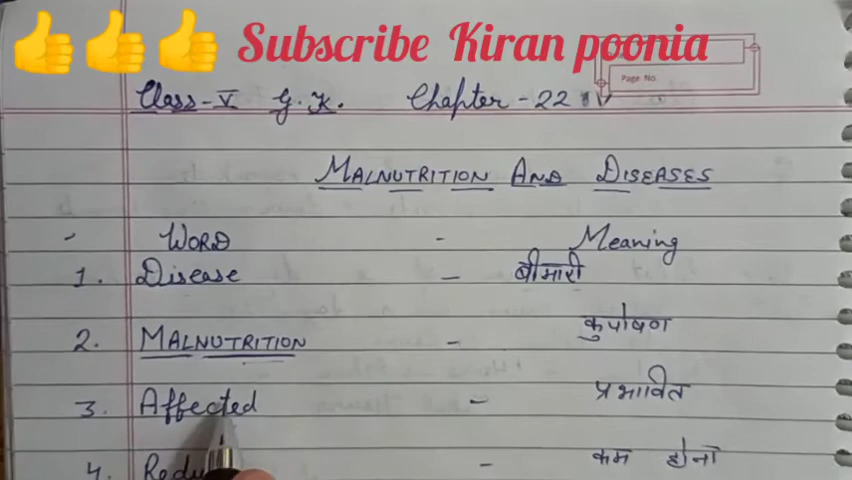 👍👍👍 Subscribe Kiran poonia
Page No.
Class-V G.K. Chapter-22
MALNUTRITION AND DISEASES
WORD - Meaning
1. Disease - बीमारी
2. MALNUTRITION - कुपोषण
3. Affected - प्रभावित
4. - कम होना